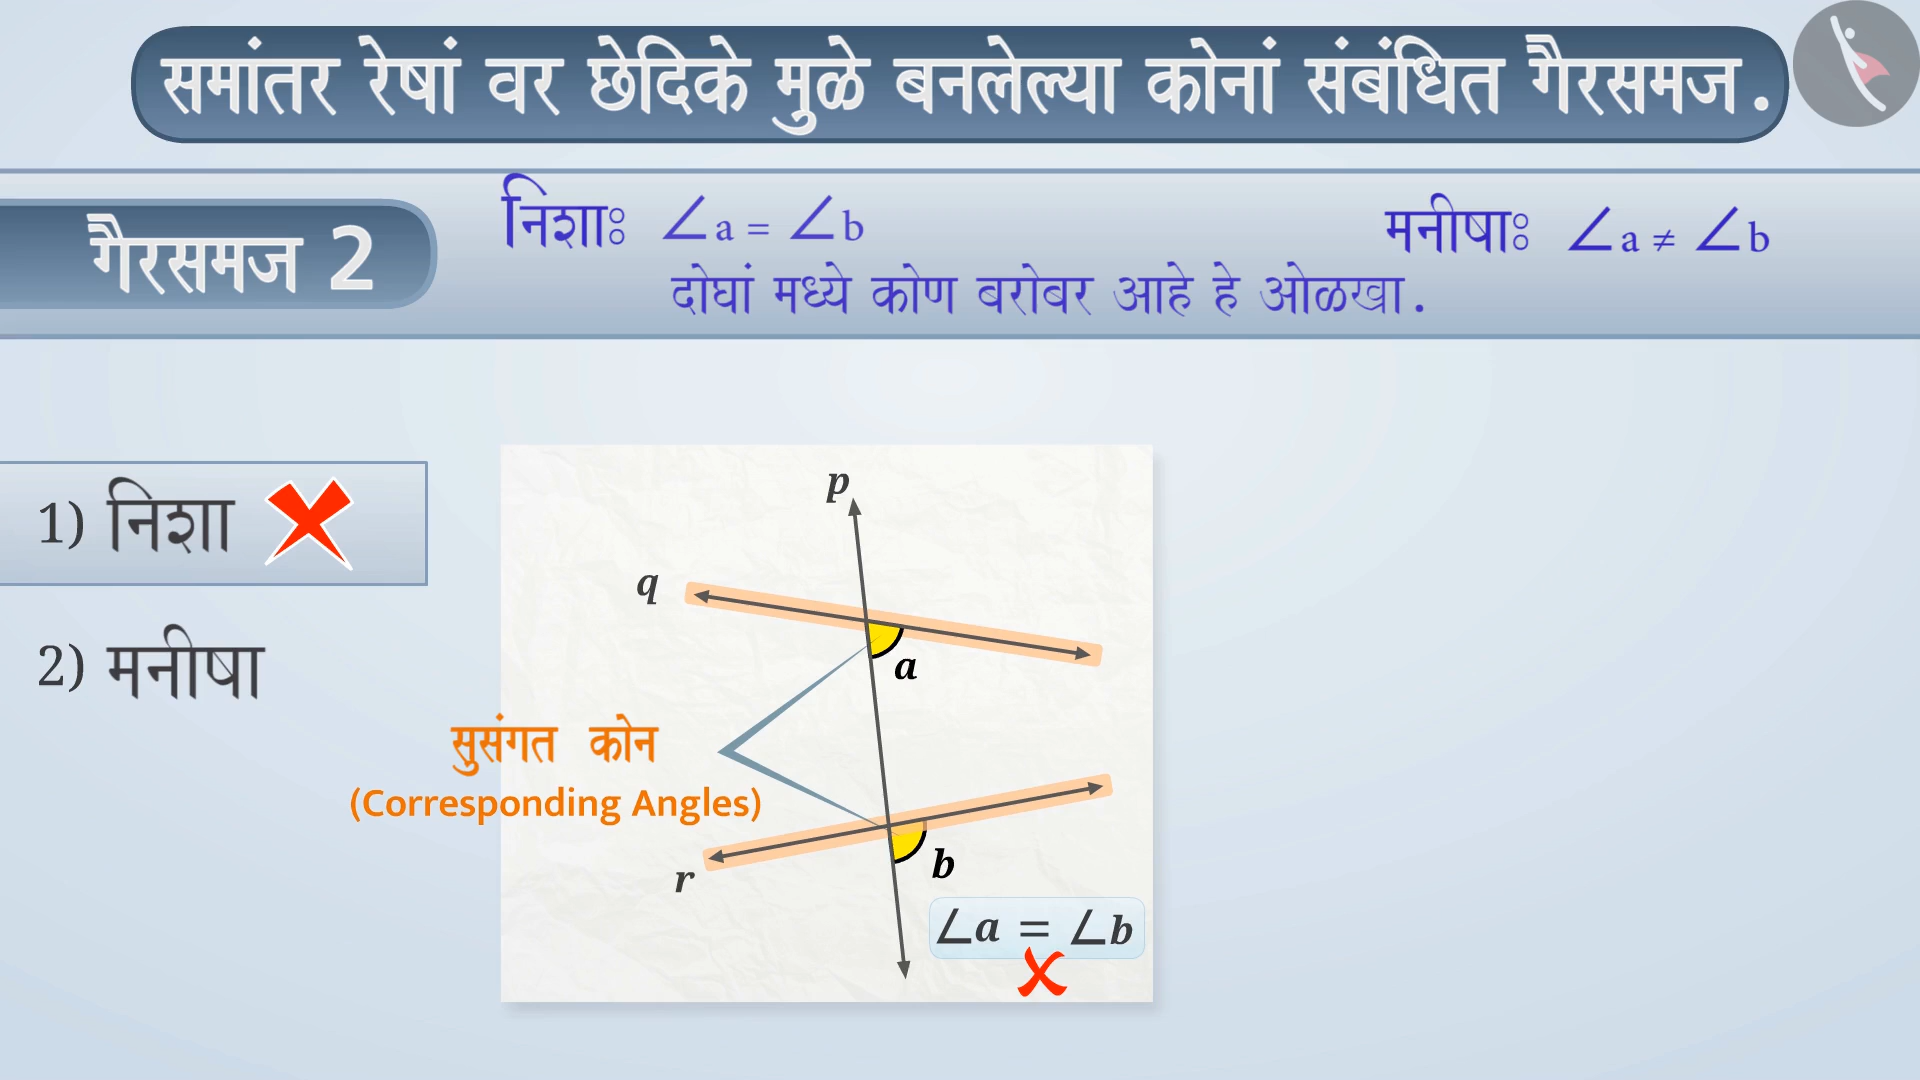 समांतर रेषां वर छेदिके मुळे बनलेल्या कोनां संबंधित गैरसमज.
गैरसमज 2
निशाः ∠a = ∠b
मनीषाः ∠a ≠ ∠b
दोघां मध्ये कोण बरोबर आहे हे ओळखा.
1) निशा
2) मनीषा
p
q
a
सुसंगत कोन
(Corresponding Angles)
b
r
∠a = ∠b